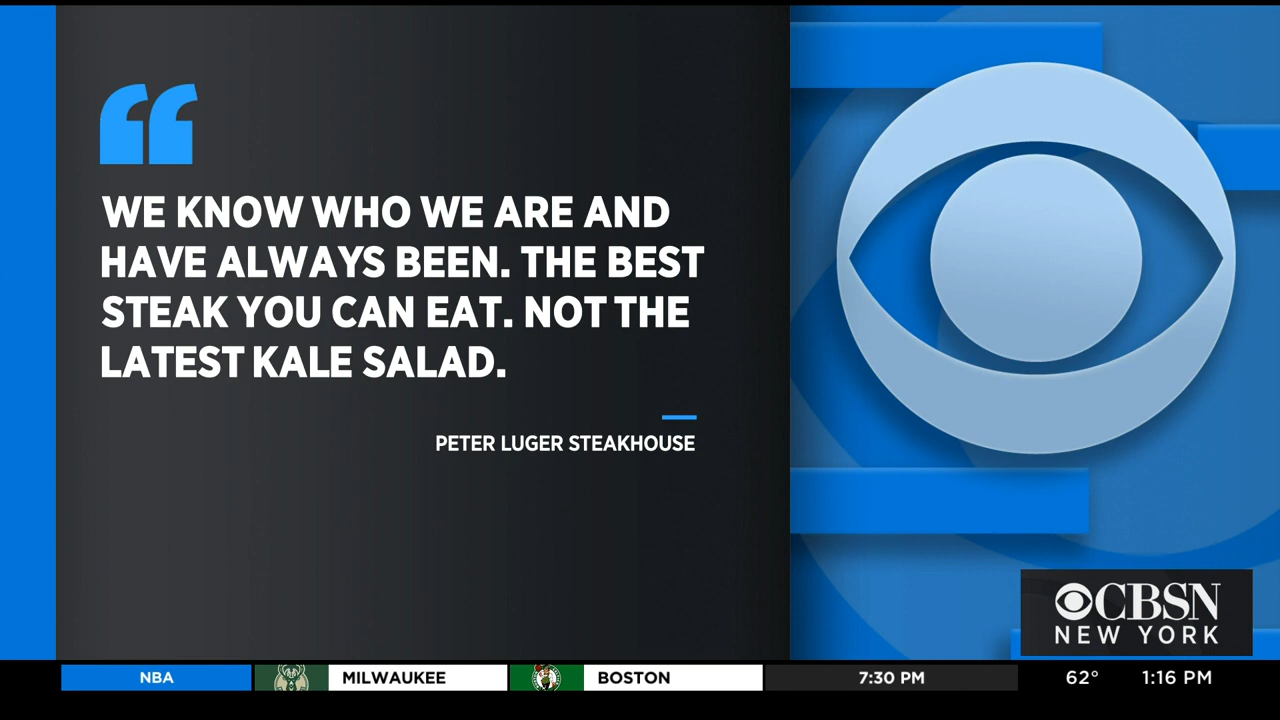 “
WE KNOW WHO WE ARE AND
HAVE ALWAYS BEEN. THE BEST
STEAK YOU CAN EAT. NOT THE
LATEST KALE SALAD.
PETER LUGER STEAKHOUSE
CBSN
NEW YORK
NBA MILWAUKEE BOSTON 7:30 PM 62° 1:16 PM